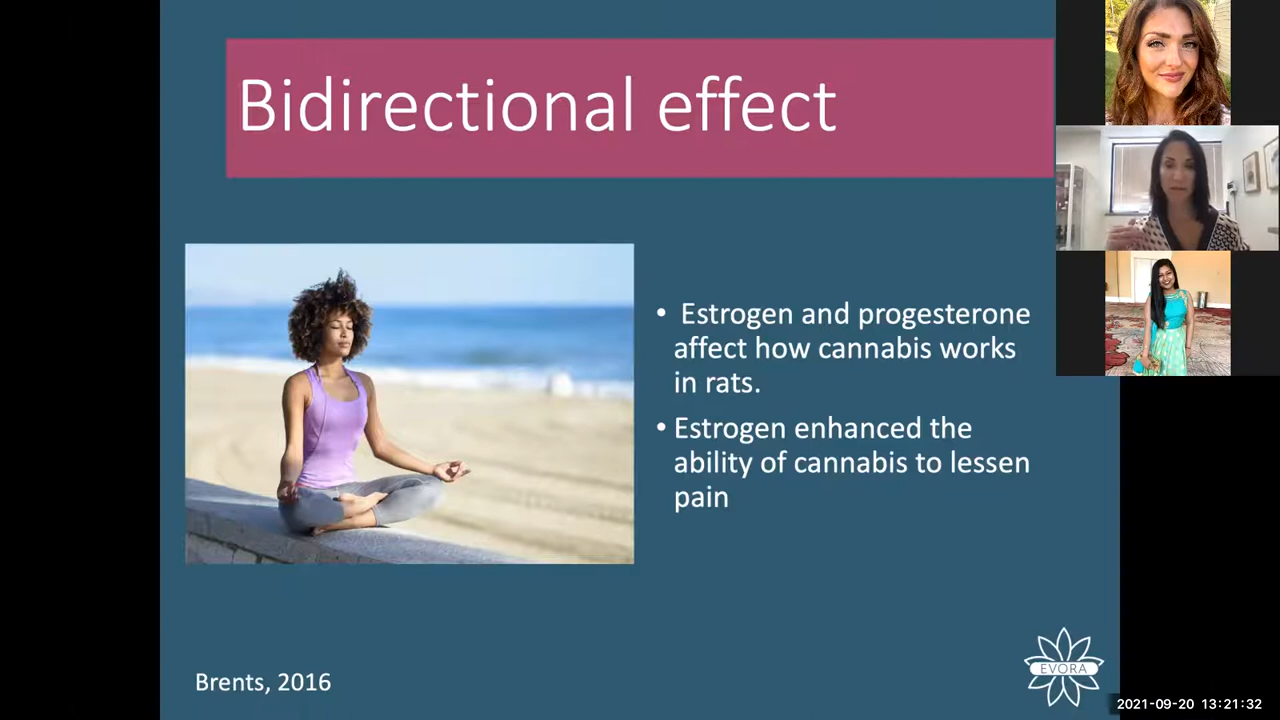 Bidirectional effect
• Estrogen and progesterone
affect how cannabis works
in rats.
• Estrogen enhanced the
ability of cannabis to lessen
pain
Brents, 2016
EVORA
2021-09-20 13:21:32